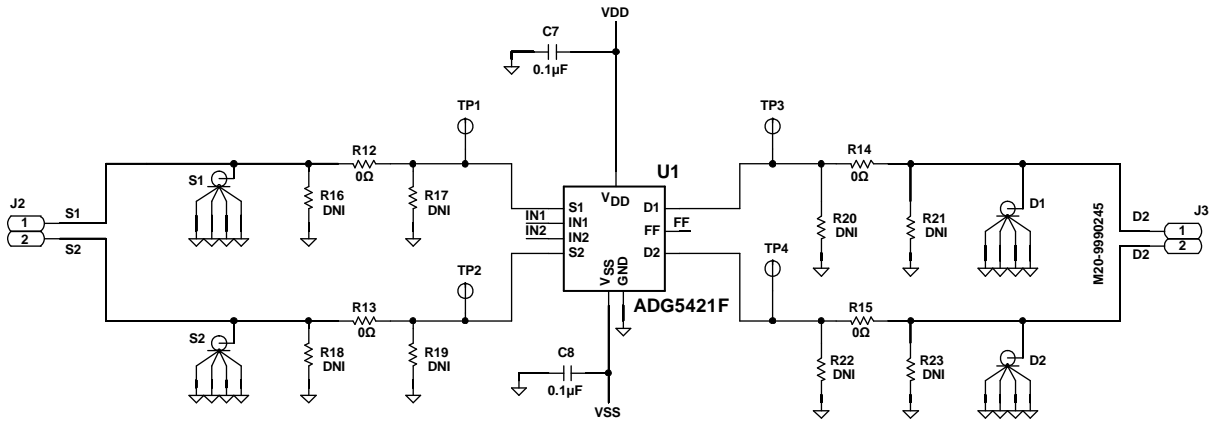 VDD
C7
0.1µF
TP1
TP3
R12
0Ω
R14
0Ω
U1
S1
R16
DNI
R17
DNI
VDD
R20
DNI
R21
DNI
D1
J2
1
2
S1
S2
IN1
IN2
S1
IN1
IN2
S2
D1
FF
D2
FF
M20-9990245
D2
D2
J3
1
2
TP2
TP4
VSS
GND
ADG5421F
R13
0Ω
R15
0Ω
S2
R18
DNI
R19
DNI
C8
0.1µF
R22
DNI
R23
DNI
D2
VSS